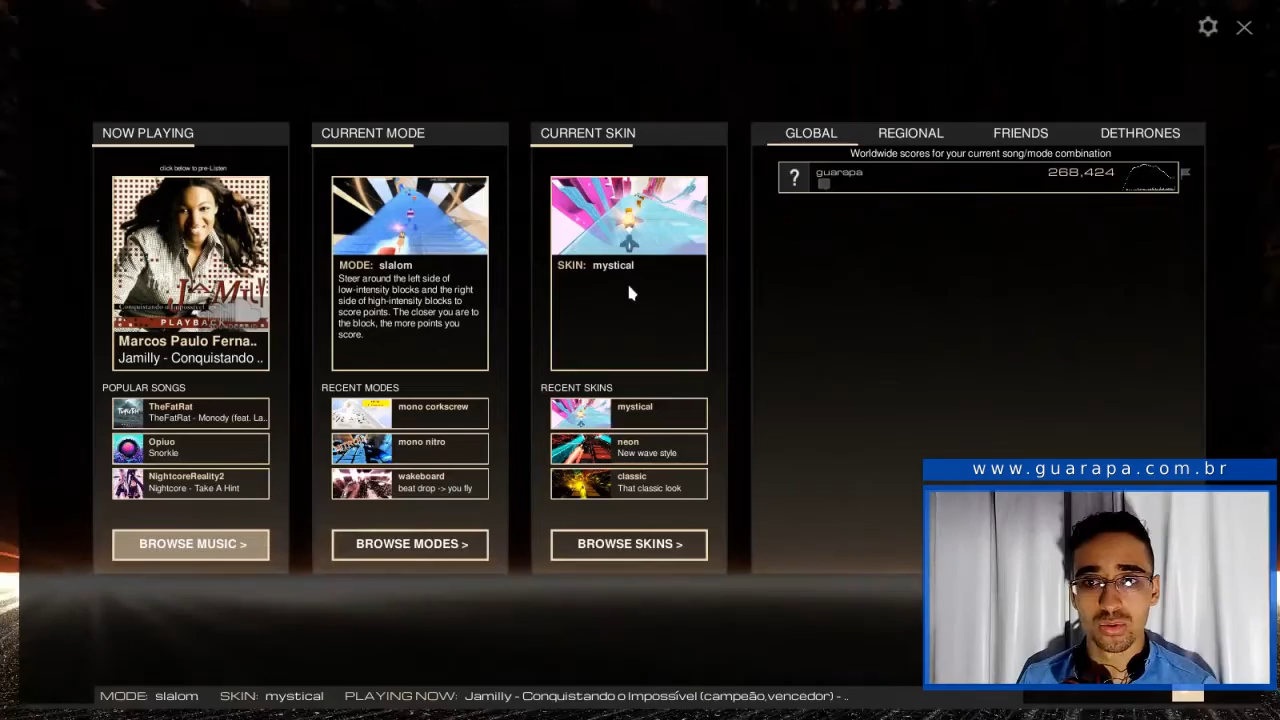 NOW PLAYING
click below to pre-Listen
JAMILY
PLAYBACK
Marcos Paulo Ferna..
Jamilly - Conquistando ..
POPULAR SONGS
TheFatRat
TheFatRat - Monody (feat. La..
Opiuo
Snorkle
NightcoreReality2
Nightcore - Take A Hint
BROWSE MUSIC >
CURRENT MODE
MODE: slalom
Steer around the left side of
low-intensity blocks and the right
side of high-intensity blocks to
score points. The closer you are to
the block, the more points you
score.
RECENT MODES
mono corkscrew
mono nitro
wakeboard
beat drop -> you fly
BROWSE MODES >
CURRENT SKIN
SKIN: mystical
RECENT SKINS
mystical
neon
New wave style
classic
That classic look
BROWSE SKINS >
GLOBAL REGIONAL FRIENDS DETHRONES
Worldwide scores for your current song/mode combination
? guarapa 268,424
www.guarapa.com.br
MODE: slalom SKIN: mystical PLAYING NOW: Jamilly - Conquistando o Impossível (campeão,vencedor) - ..